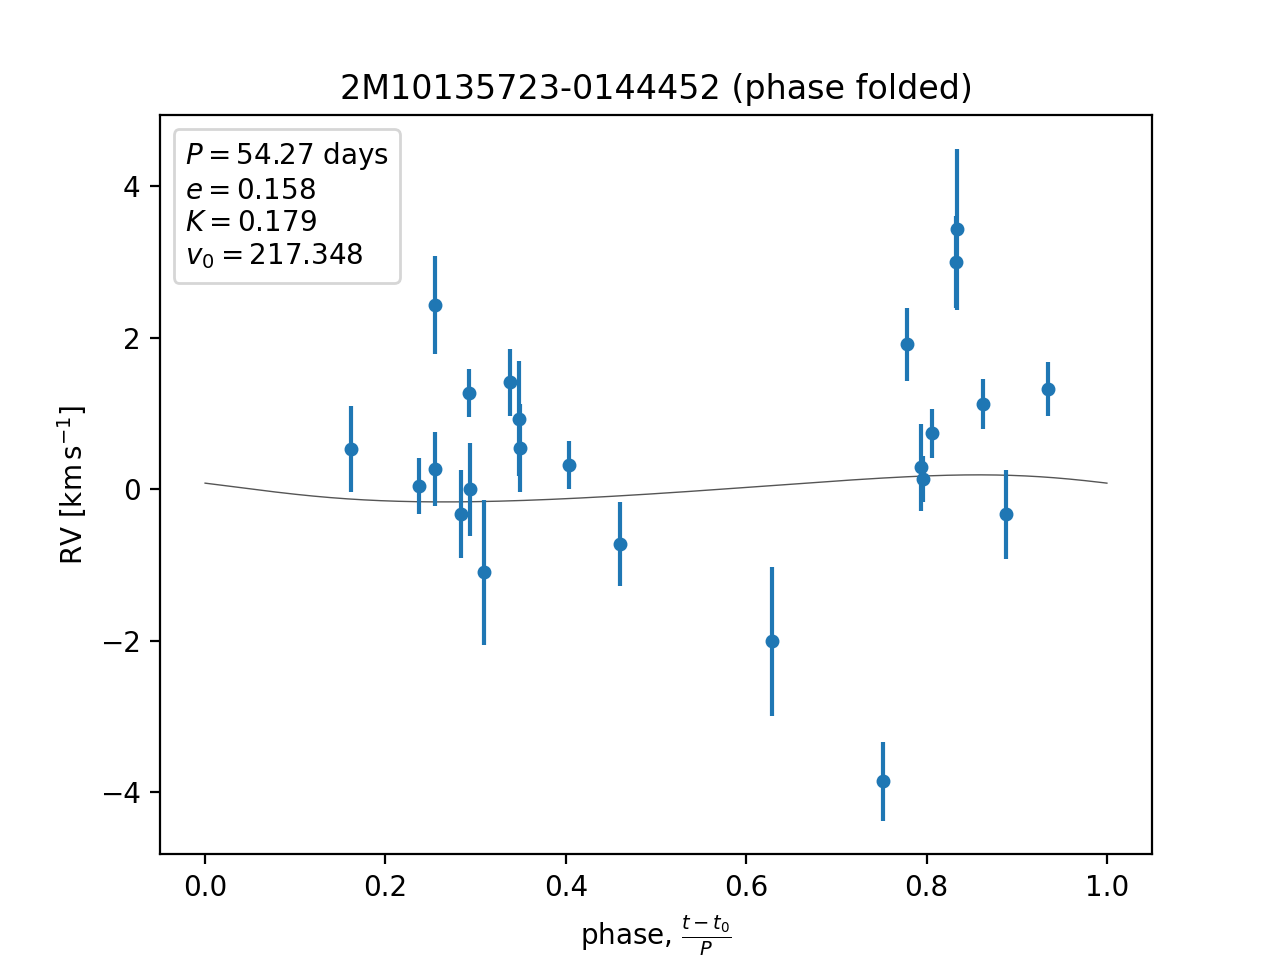 2M10135723-0144452 (phase folded)
P = 54.27 days
e = 0.158
K = 0.179
v₀ = 217.348
RV [km s⁻¹]
4
2
0
−2
−4
0.0 0.2 0.4 0.6 0.8 1.0
phase, (t − t₀)/P